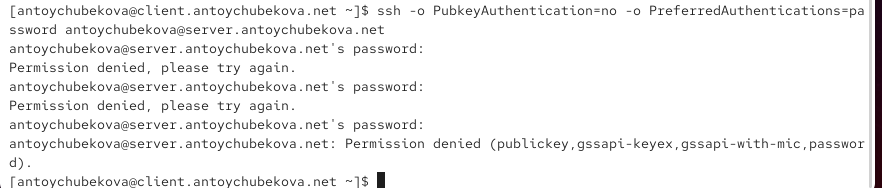 [antoychubekova@client.antoychubekova.net ~]$ ssh -o PubkeyAuthentication=no -o PreferredAuthentications=pa
ssword antoychubekova@server.antoychubekova.net
antoychubekova@server.antoychubekova.net's password:
Permission denied, please try again.
antoychubekova@server.antoychubekova.net's password:
Permission denied, please try again.
antoychubekova@server.antoychubekova.net's password:
antoychubekova@server.antoychubekova.net: Permission denied (publickey,gssapi-keyex,gssapi-with-mic,passwor
d).
[antoychubekova@client.antoychubekova.net ~]$